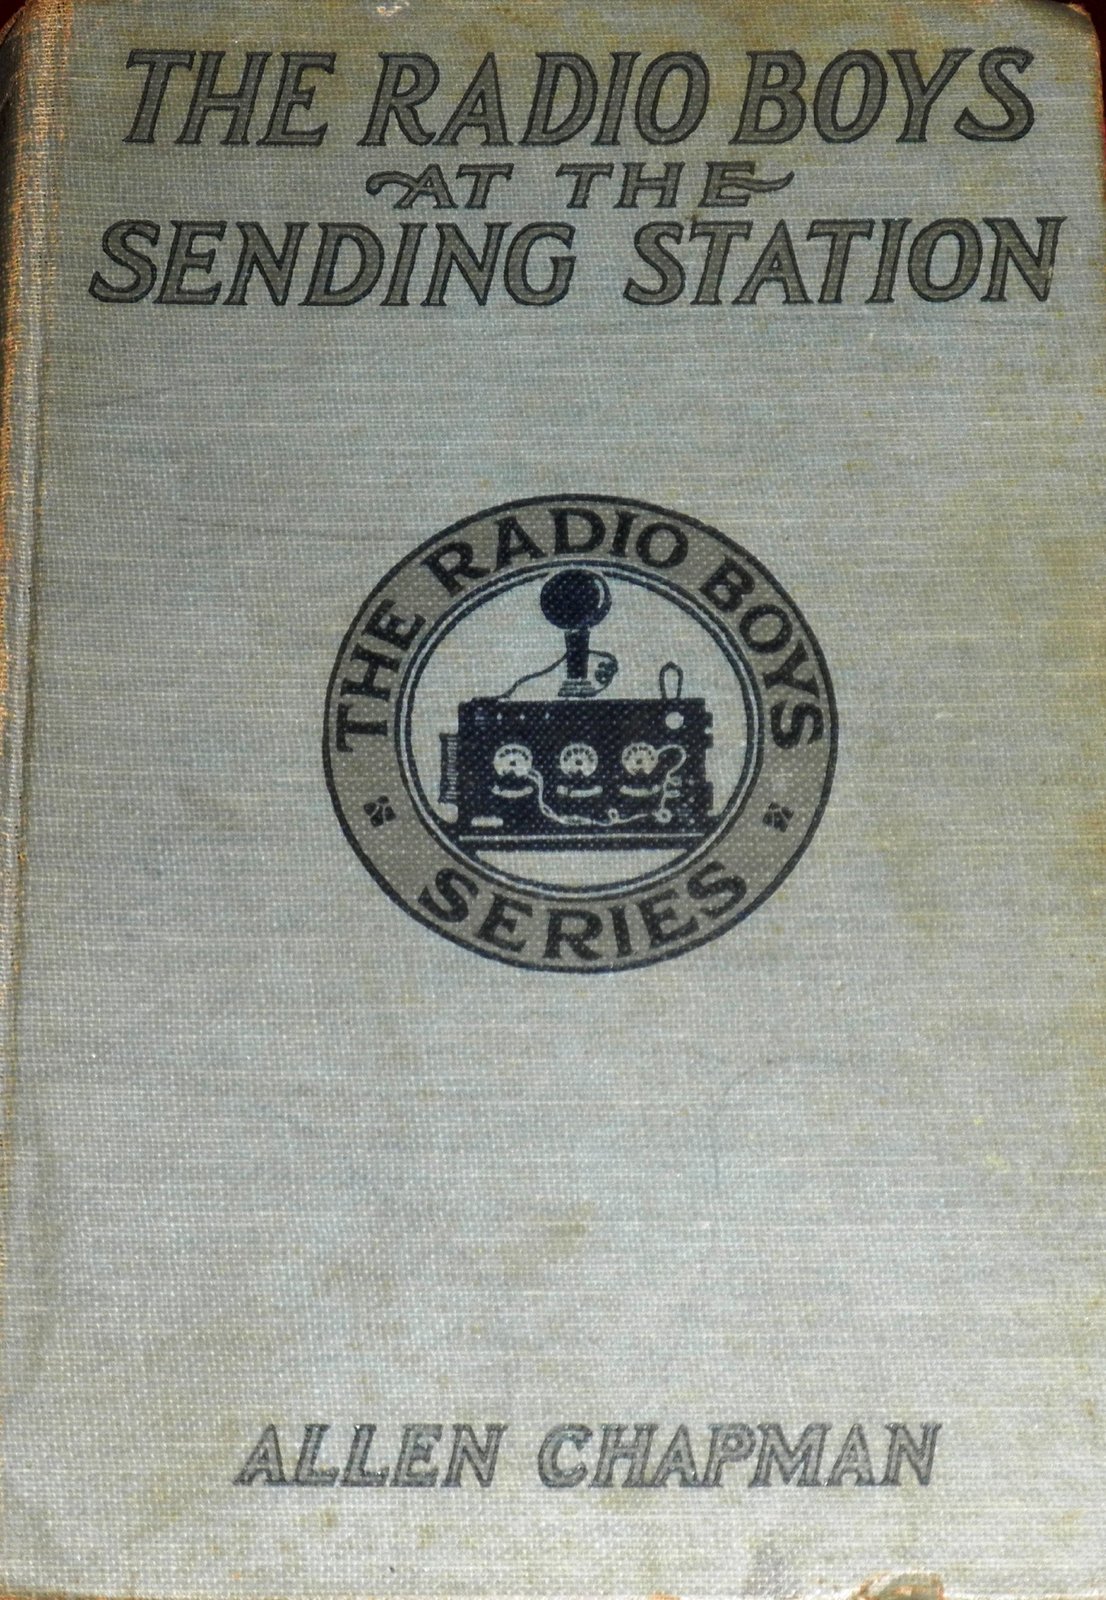 THE RADIO BOYS
AT THE
SENDING STATION
THE RADIO BOYS
SERIES
ALLEN CHAPMAN